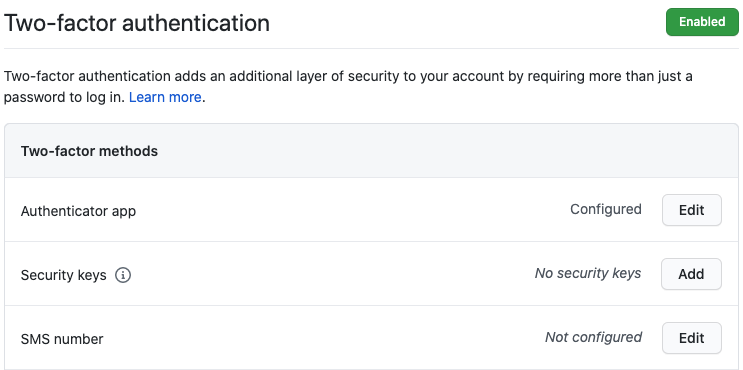 Two-factor authentication
Enabled
Two-factor authentication adds an additional layer of security to your account by requiring more than just a
password to log in. Learn more.
Two-factor methods
Authenticator app
Configured
Edit
Security keys
No security keys
Add
SMS number
Not configured
Edit